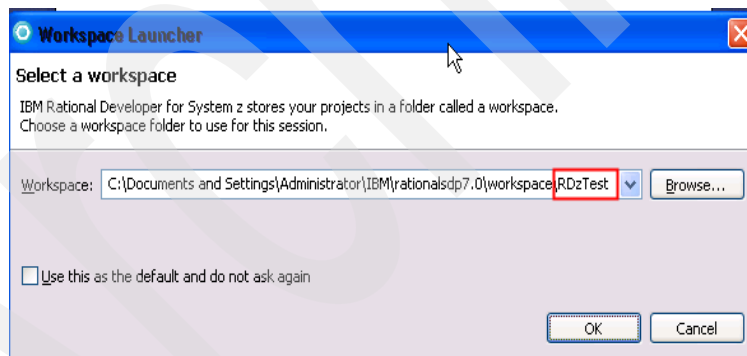 Workspace Launcher
Select a workspace
IBM Rational Developer for System z stores your projects in a folder called a workspace.
Choose a workspace folder to use for this session.
Workspace: C:\Documents and Settings\Administrator\IBM\rationalsdp7.0\workspace\RDzTest Browse...
Use this as the default and do not ask again
OK Cancel